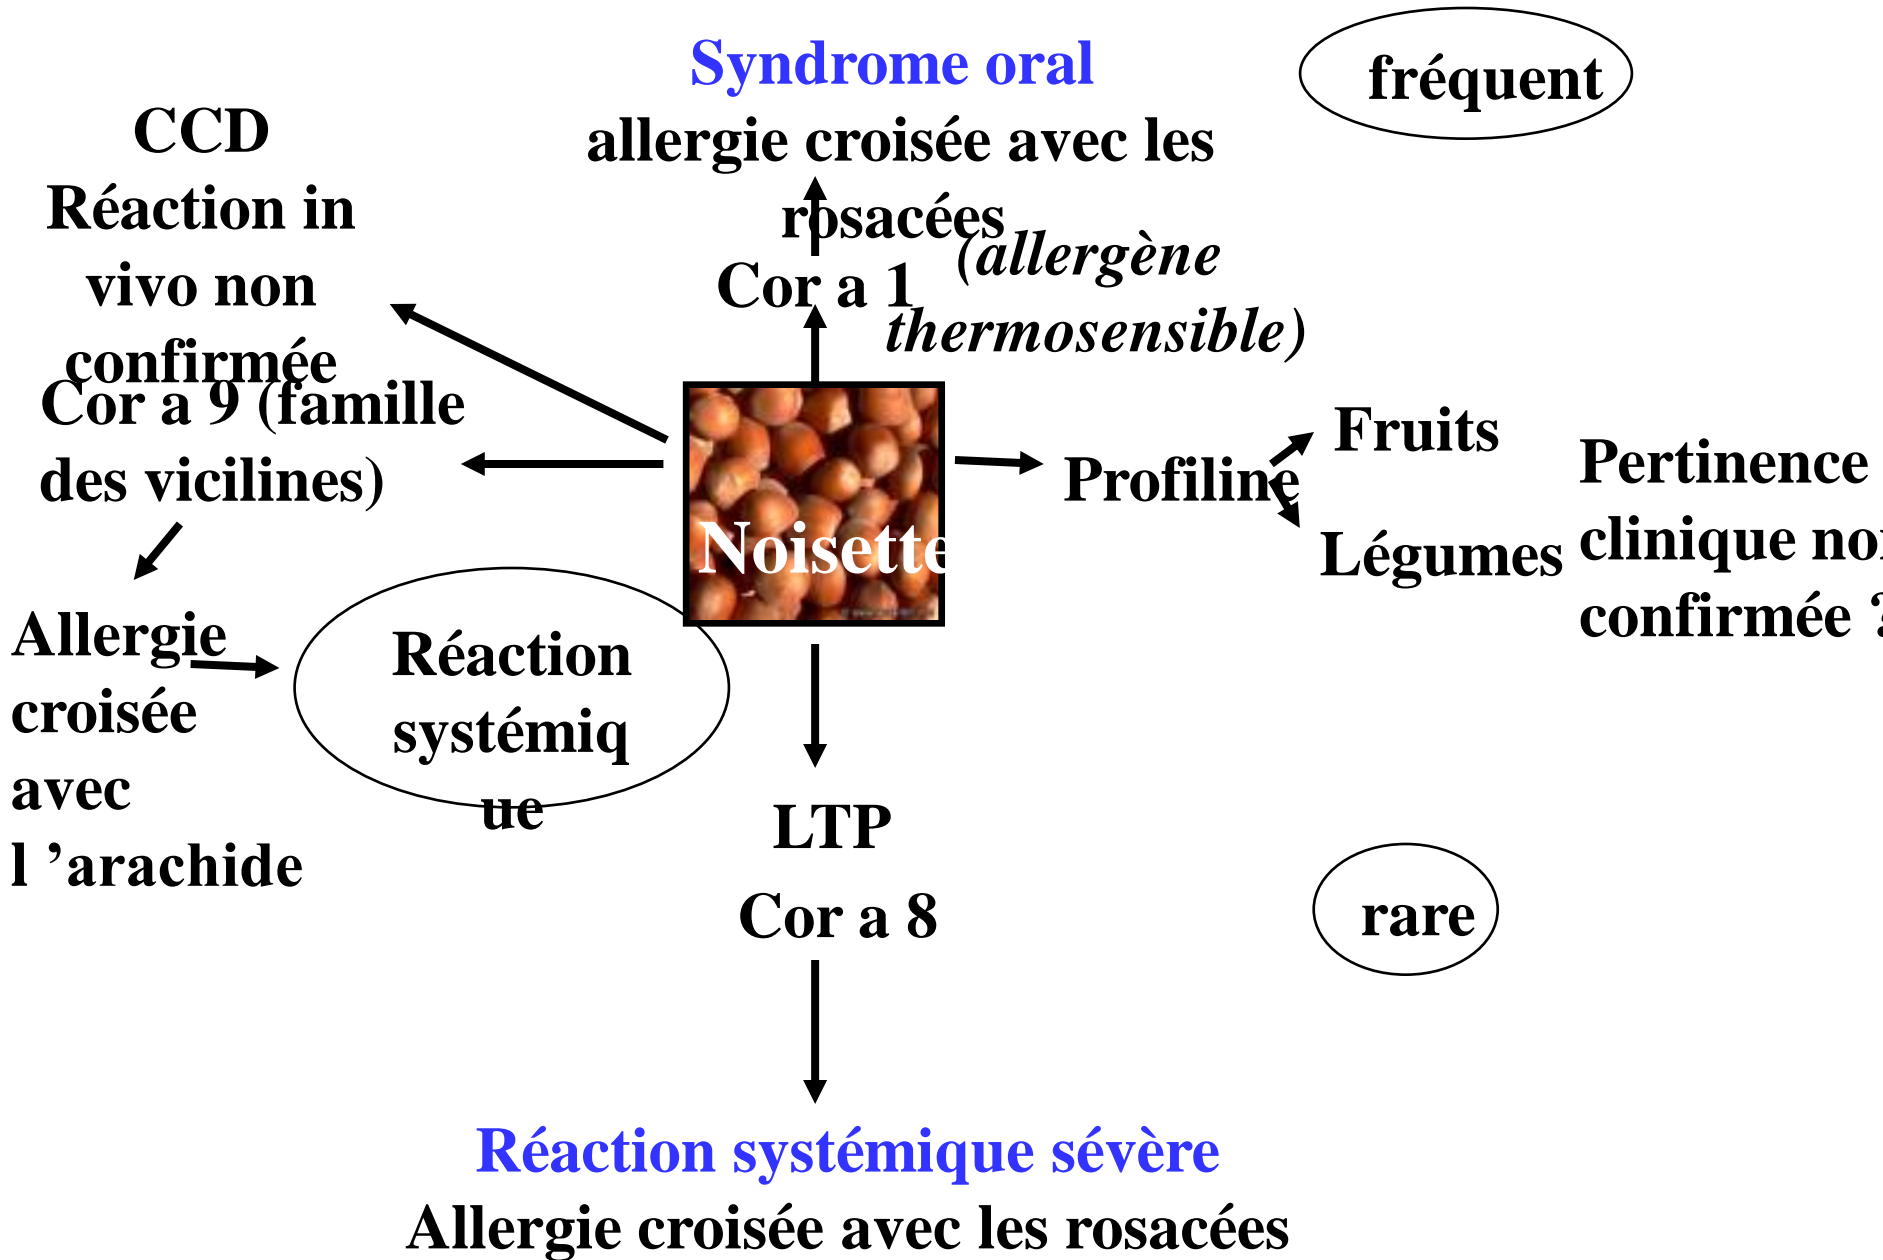 Syndrome oral
allergie croisée avec les
rosacées
fréquent
CCD
Réaction in
vivo non
confirmée
(allergène
thermosensible)
Cor a 1
Cor a 9 (famille
des vicilines)
Noisette
Profiline
Fruits
Légumes
Pertinence
clinique non
confirmée ?
Allergie
croisée
avec
l ’arachide
Réaction
systémiq
ue
LTP
Cor a 8
rare
Réaction systémique sévère
Allergie croisée avec les rosacées